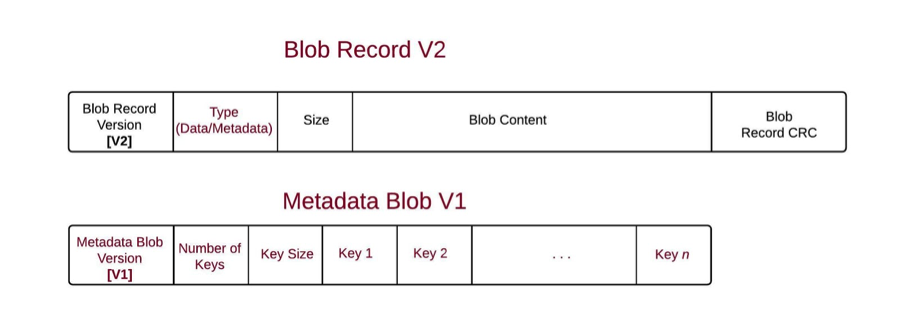 Blob Record V2
Blob Record
Version
[V2]
Type
(Data/Metadata)
Size
Blob Content
Blob
Record CRC
Metadata Blob V1
Metadata Blob
Version
[V1]
Number of
Keys
Key Size
Key 1
Key 2
. . .
Key n